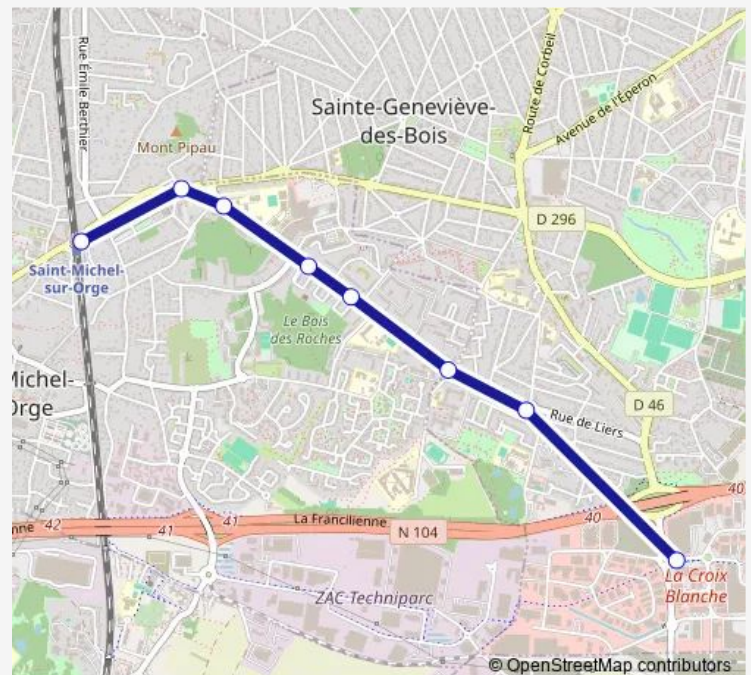 Rue Émile Berthier
Mont Pipau
Sainte-Geneviève-
des-Bois
Route de Corbeil
Avenue de l'Éperon
D 296
Saint-Michel-
sur-Orge
Le Bois
des Roches
Michel-
Orge
D 46
Rue de Liers
40
42
41
41
La Francilienne
N 104
40
40
ZAC Techniparc
La Croix
Blanche
© OpenStreetMap contributors